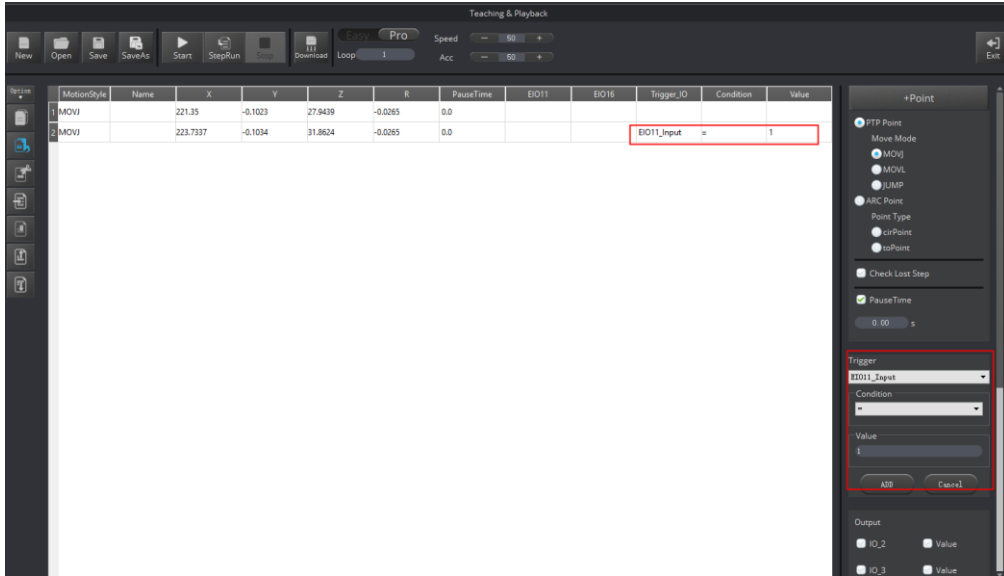 Teaching & Playback
New Open Save SaveAs Start StepRun Stop Download Easy Pro Loop 1 Speed − 50 + Acc − 50 + Exit
Option
MotionStyle Name X Y Z R PauseTime EIO11 EIO16 Trigger_IO Condition Value
1 MOVJ 221.35 -0.1023 27.9439 -0.0265 0.0
2 MOVJ 223.7337 -0.1034 31.8624 -0.0265 0.0 EIO11_Input = 1
+Point
PTP Point
Move Mode
MOVJ
MOVL
JUMP
ARC Point
Point Type
cirPoint
toPoint
Check Lost Step
PauseTime
0.00 s
Trigger
EIO11_Input
Condition
=
Value
1
ADD Cancel
Output
IO_2 Value
IO_3 Value